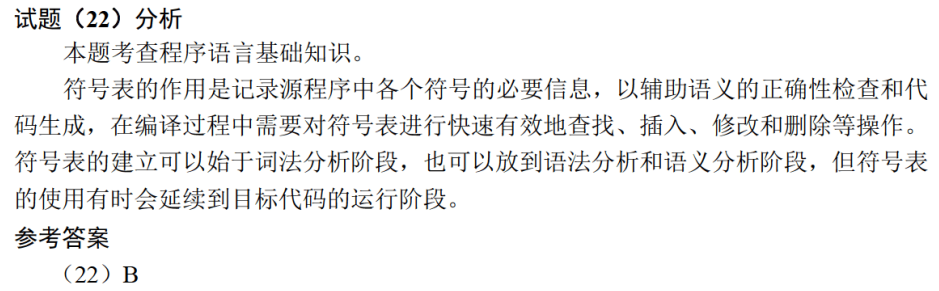 试题（22）分析
本题考查程序语言基础知识。
符号表的作用是记录源程序中各个符号的必要信息，以辅助语义的正确性检查和代
码生成，在编译过程中需要对符号表进行快速有效地查找、插入、修改和删除等操作。
符号表的建立可以始于词法分析阶段，也可以放到语法分析和语义分析阶段，但符号表
的使用有时会延续到目标代码的运行阶段。
参考答案
（22）B